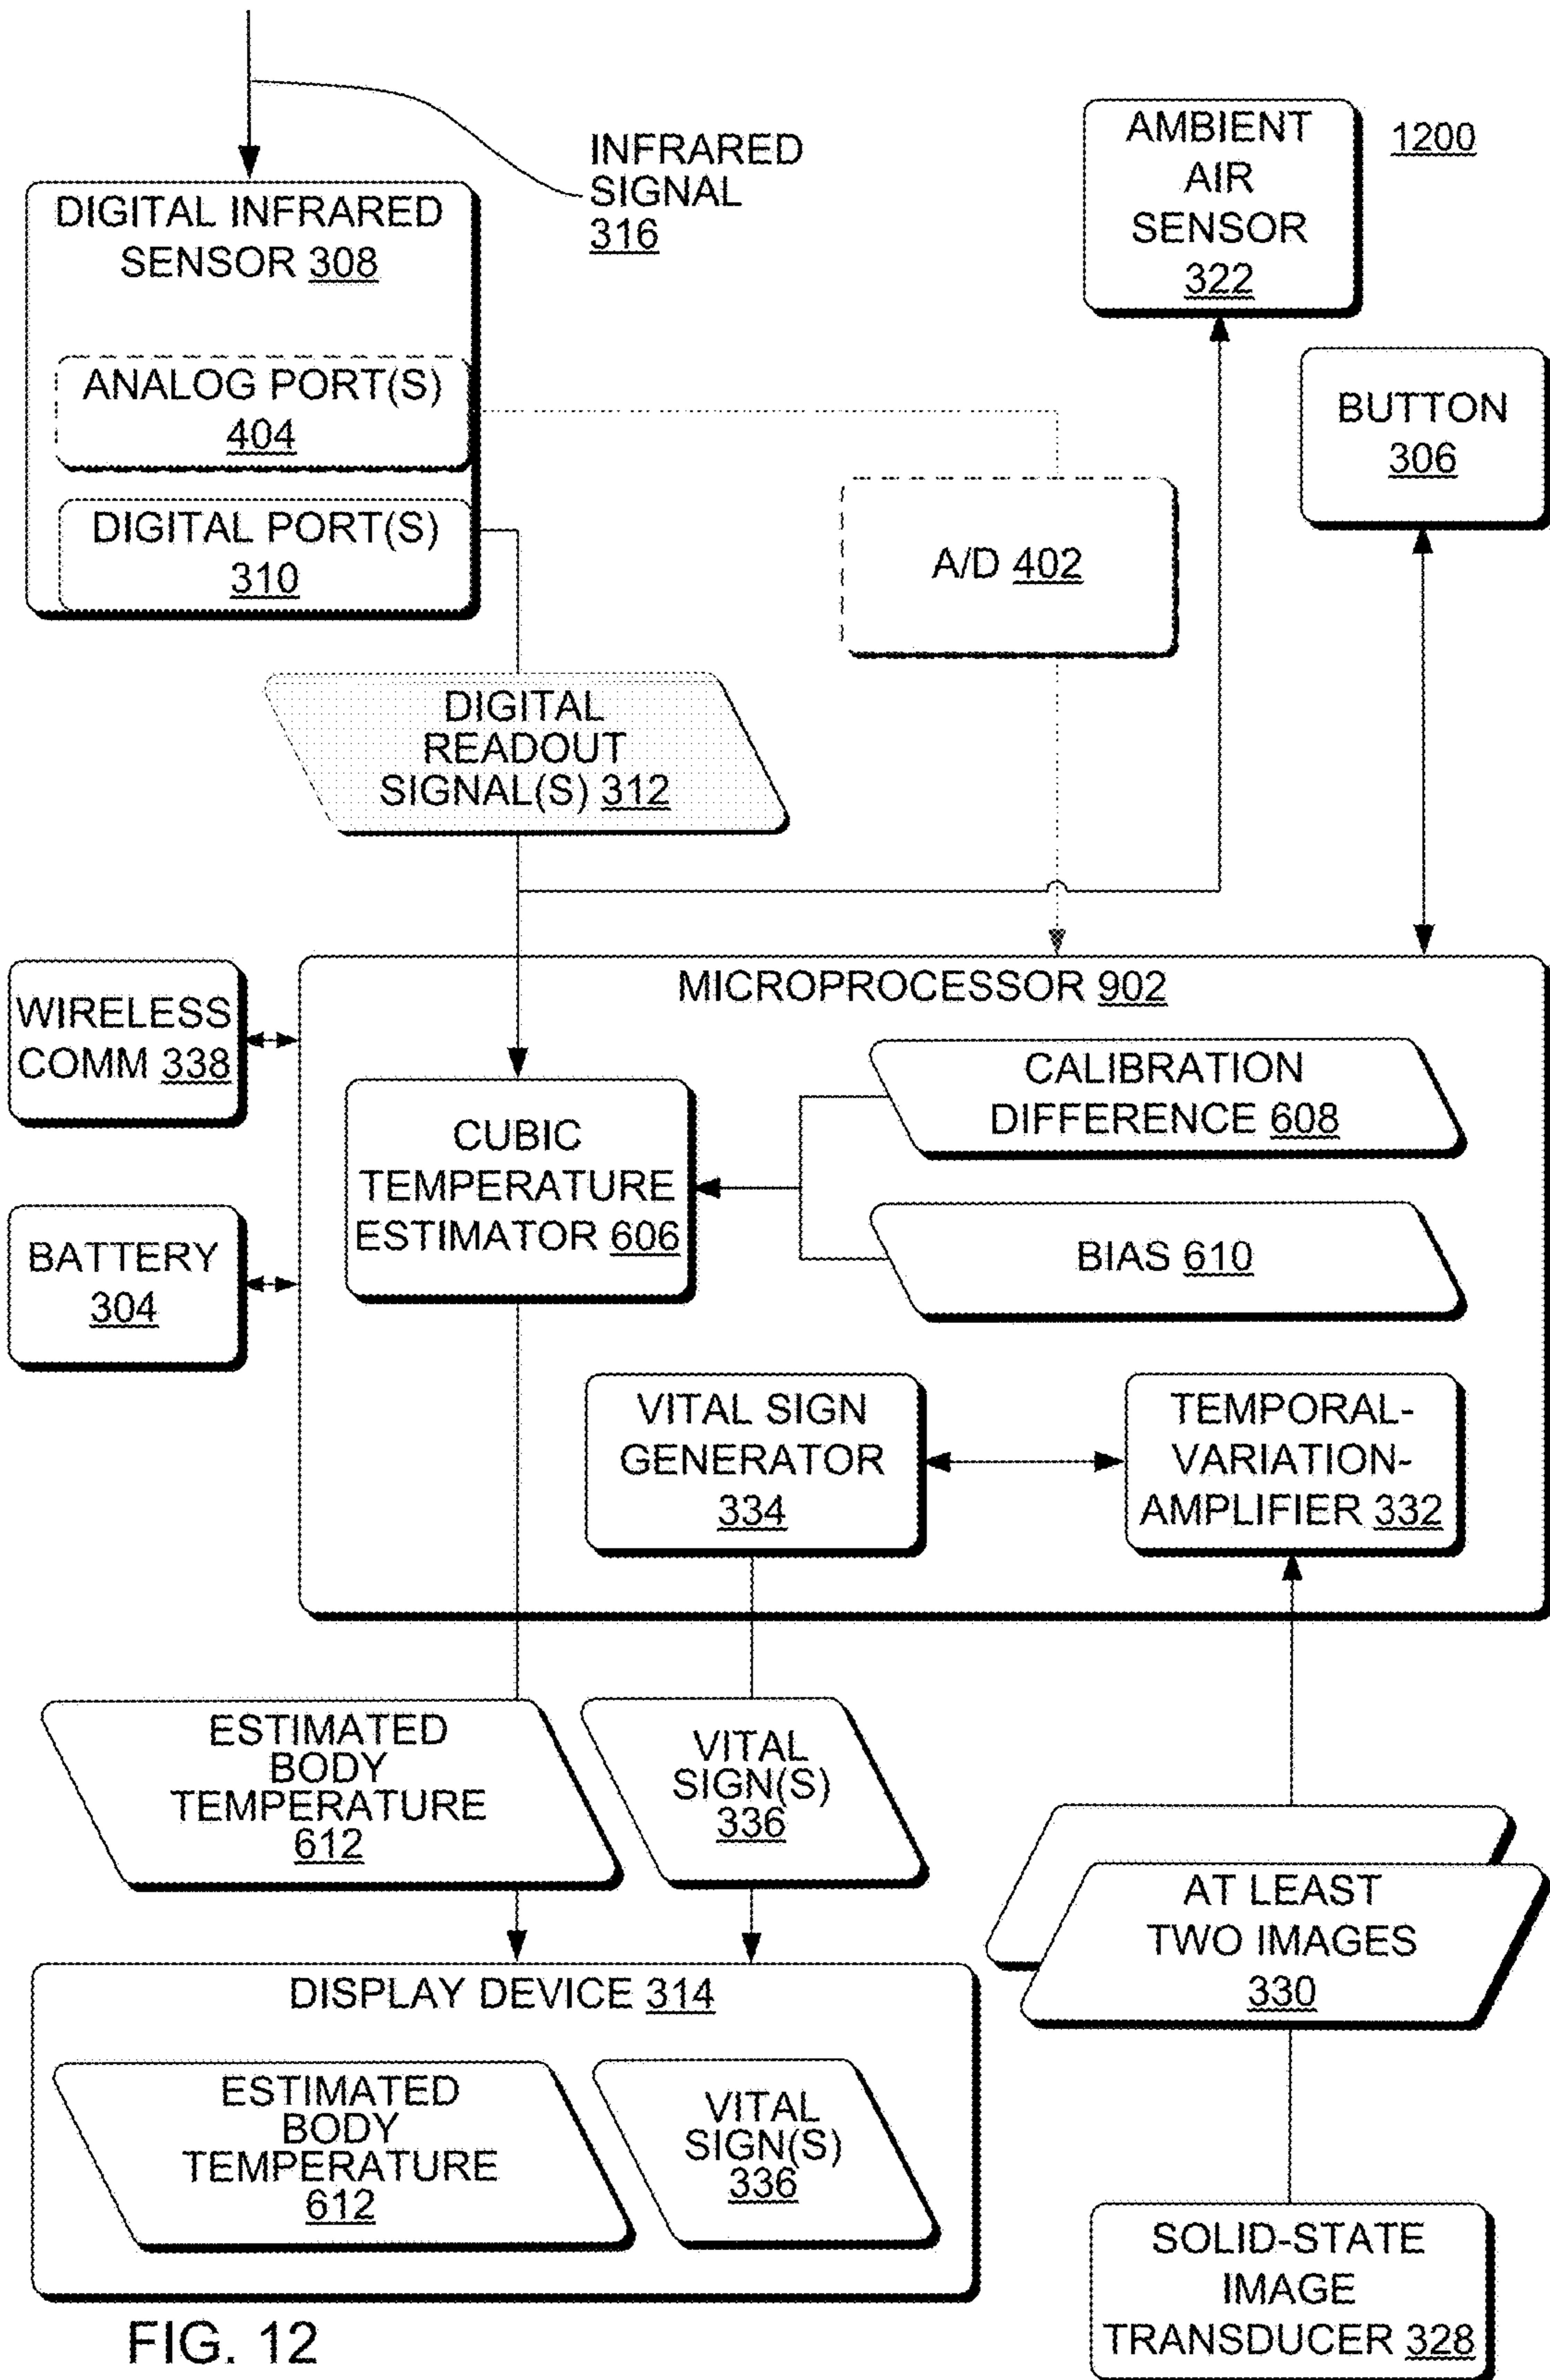 INFRARED
SIGNAL
316
AMBIENT
AIR
SENSOR
322
1200
DIGITAL INFRARED
SENSOR 308
ANALOG PORT(S)
404
DIGITAL PORT(S)
310
A/D 402
BUTTON
306
DIGITAL
READOUT
SIGNAL(S) 312
WIRELESS
COMM 338
BATTERY
304
MICROPROCESSOR 902
CUBIC
TEMPERATURE
ESTIMATOR 606
CALIBRATION
DIFFERENCE 608
BIAS 610
VITAL SIGN
GENERATOR
334
TEMPORAL-
VARIATION-
AMPLIFIER 332
ESTIMATED
BODY
TEMPERATURE
612
VITAL
SIGN(S)
336
AT LEAST
TWO IMAGES
330
DISPLAY DEVICE 314
ESTIMATED
BODY
TEMPERATURE
612
VITAL
SIGN(S)
336
SOLID-STATE
IMAGE
TRANSDUCER 328
FIG. 12